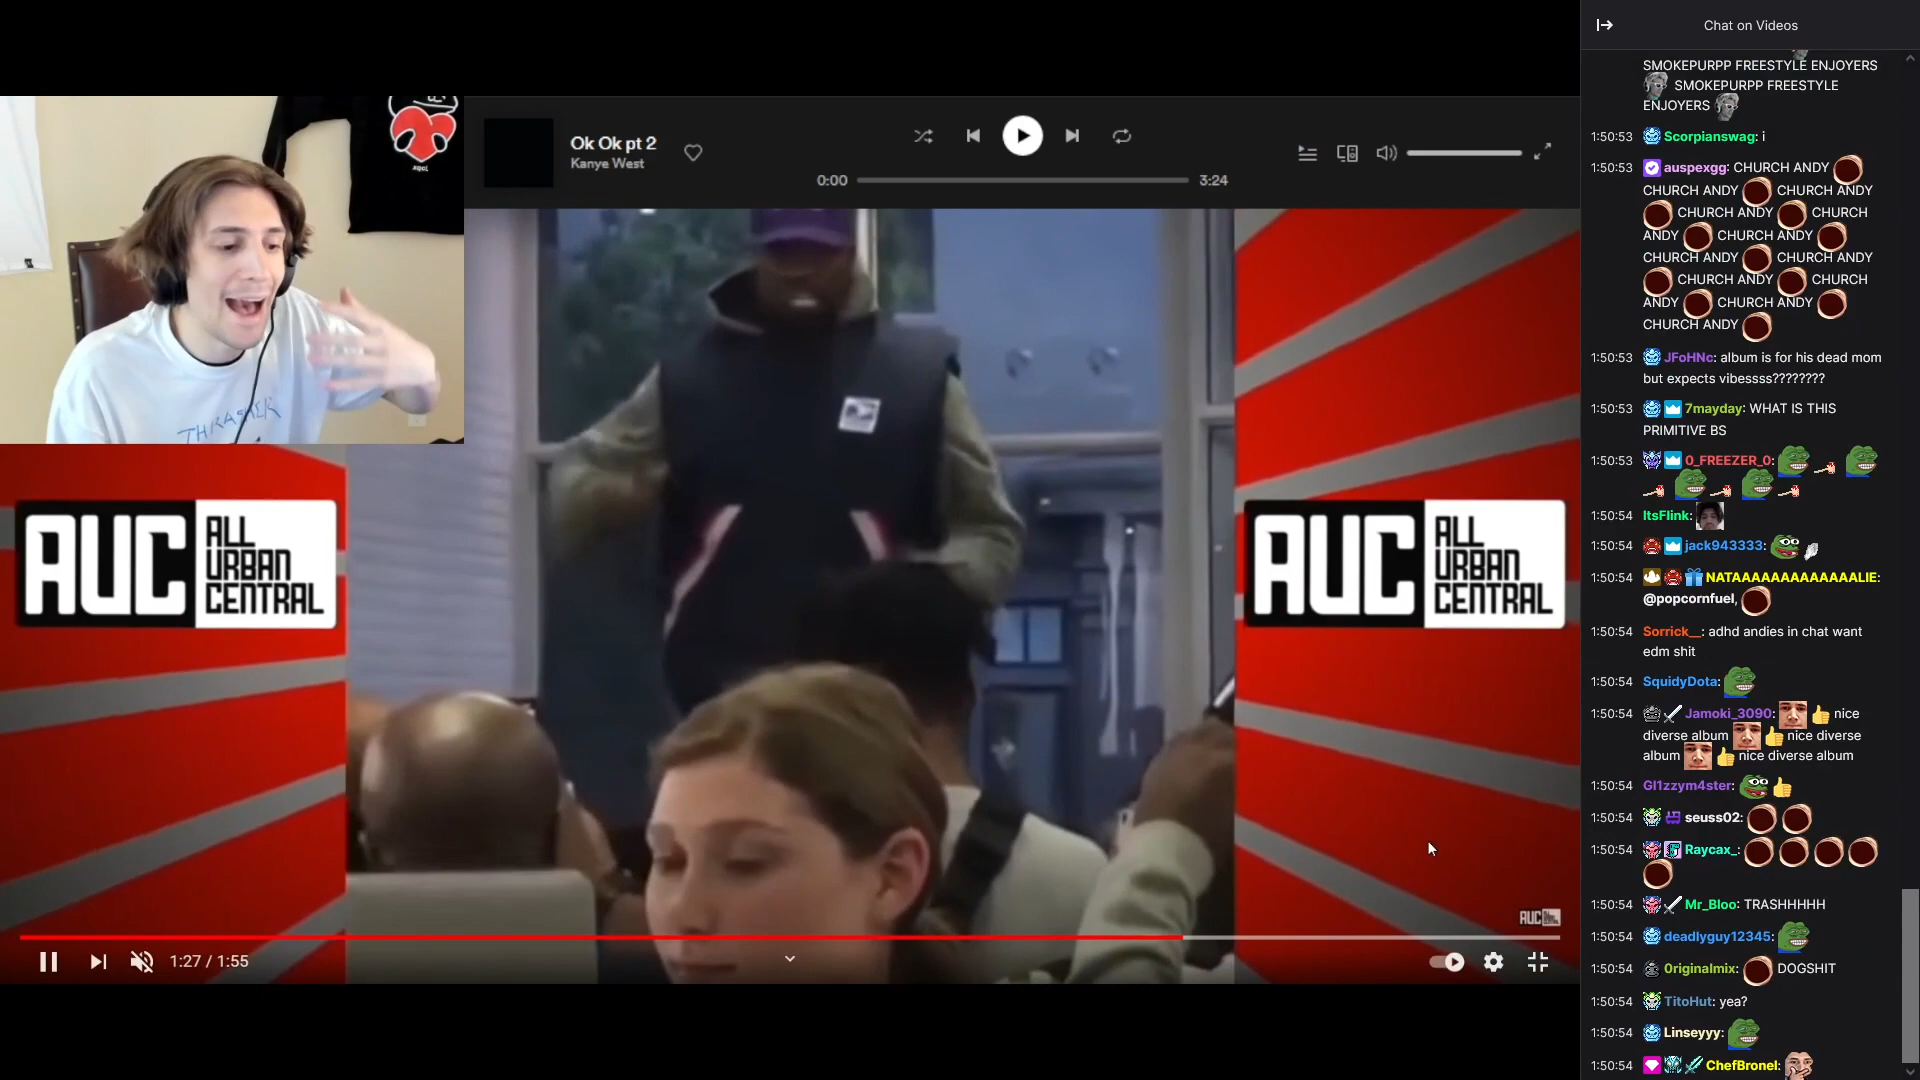 Chat on Videos
SMOKEPURPP FREESTYLE ENJOYERS
SMOKEPURPP FREESTYLE
ENJOYERS
1:50:53 Scorpianswag: i
1:50:53 auspexgg: CHURCH ANDY
CHURCH ANDY CHURCH ANDY
CHURCH ANDY CHURCH
ANDY CHURCH ANDY
CHURCH ANDY CHURCH ANDY
CHURCH ANDY CHURCH
ANDY CHURCH ANDY
CHURCH ANDY
1:50:53 JFoHNc: album is for his dead mom
but expects vibessss????????
1:50:53 7mayday: WHAT IS THIS
PRIMITIVE BS
1:50:53 0_FREEZER_0:
1:50:54 ItsFlink:
1:50:54 jack943333:
1:50:54 NATAAAAAAAAAAAAALIE:
@popcornfuel,
1:50:54 Sorrick__: adhd andies in chat want
edm shit
1:50:54 SquidyDota:
1:50:54 Jamoki_3090: nice
diverse album nice diverse
album nice diverse album
1:50:54 Gl1zzym4ster:
1:50:54 seuss02:
1:50:54 Raycax_:
1:50:54 Mr_Bloo: TRASHHHHH
1:50:54 deadlyguy12345:
1:50:54 0riginalmix: DOGSHIT
1:50:54 TitoHut: yea?
1:50:54 Linseyyy:
1:50:54 ChefBronel:
Ok Ok pt 2
Kanye West
0:00 3:24
THRASHER
AUC ALL
URBAN
CENTRAL
AUC ALL
URBAN
CENTRAL
AUC
1:27 / 1:55